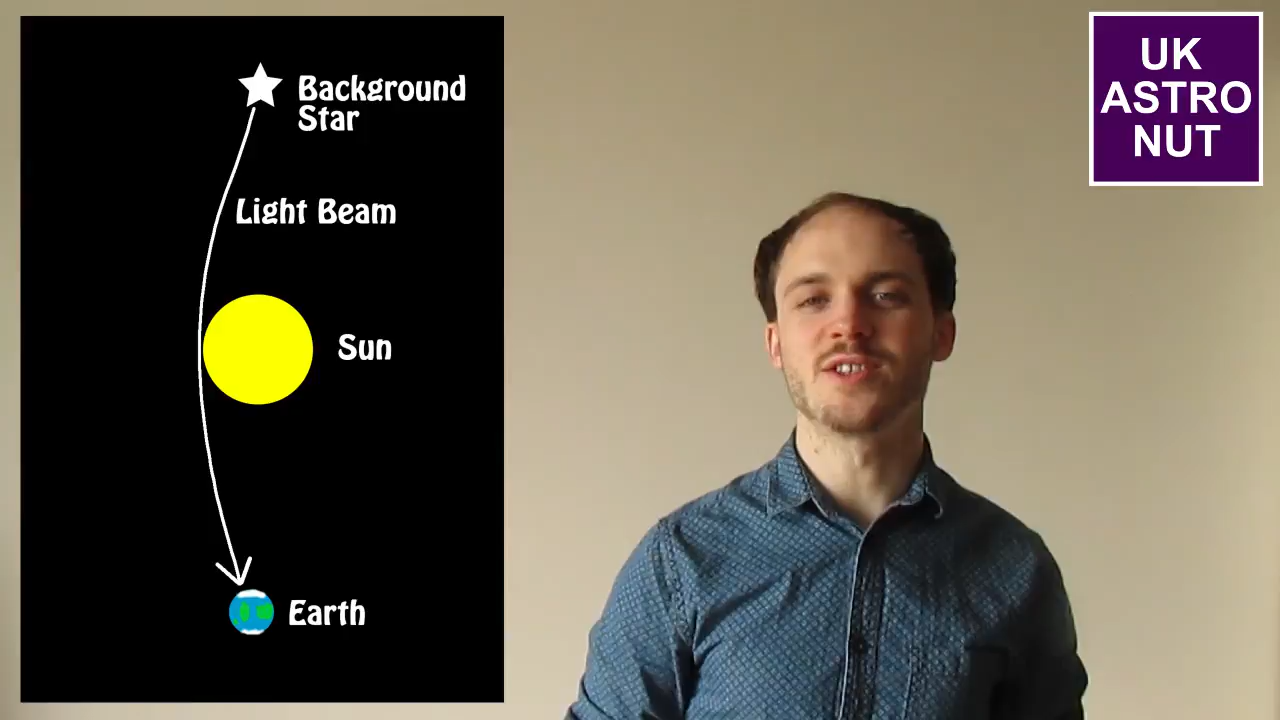 Background
Star
Light Beam
Sun
Earth
UK
ASTRO
NUT